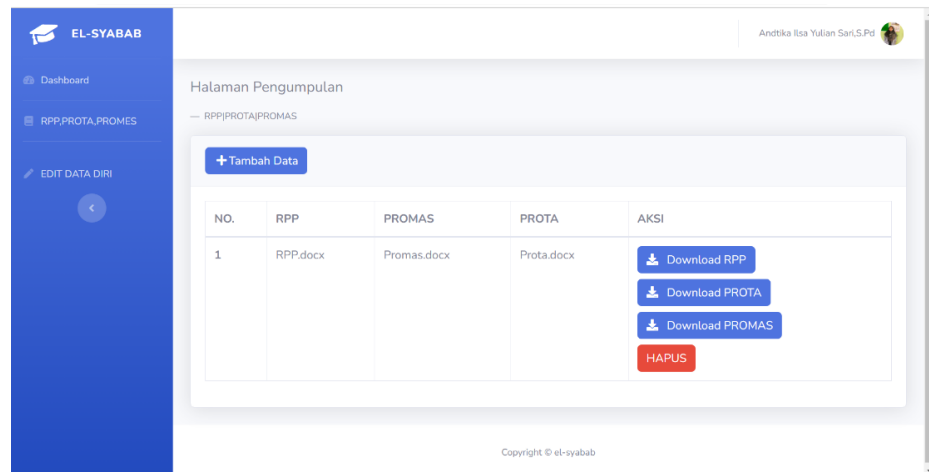 EL-SYABAB
Andtika Ilsa Yulian Sari,S.Pd
Dashboard
RPP,PROTA,PROMES
EDIT DATA DIRI
Halaman Pengumpulan
— RPP|PROTA|PROMAS
+Tambah Data
NO. RPP PROMAS PROTA AKSI
1 RPP.docx Promas.docx Prota.docx
Download RPP
Download PROTA
Download PROMAS
HAPUS
Copyright © el-syabab